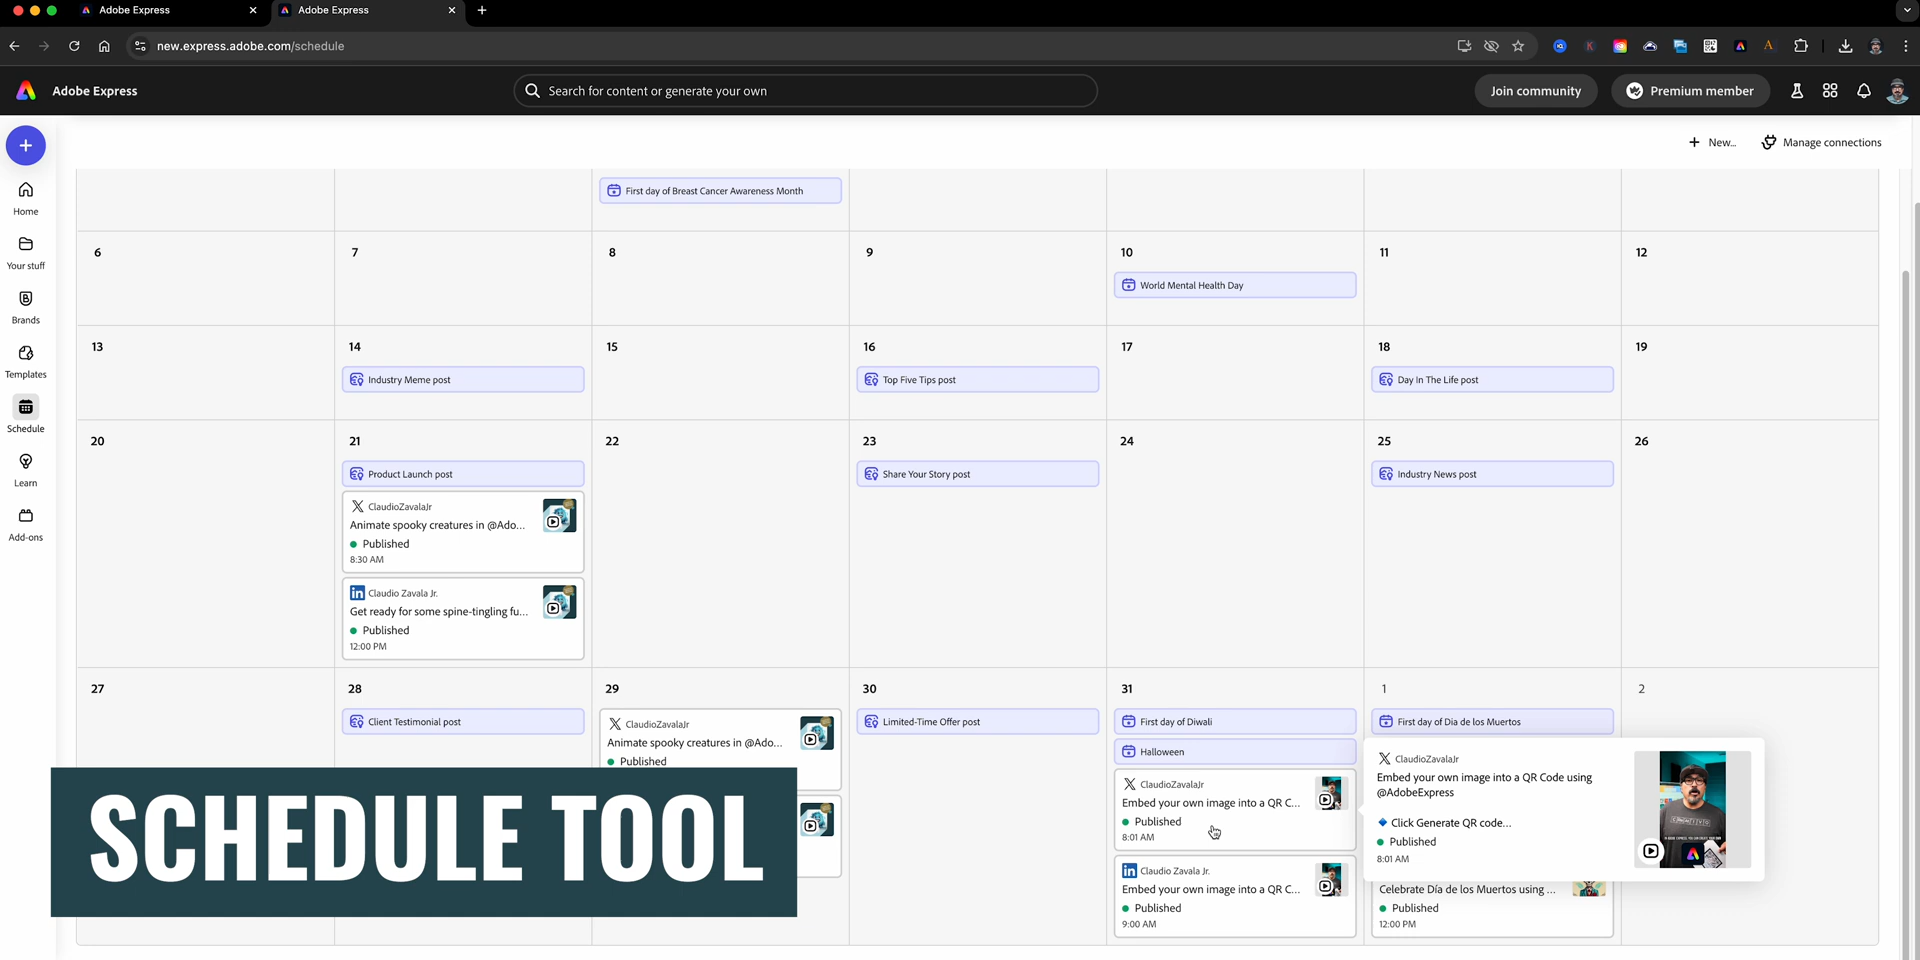 Adobe Express
Adobe Express
new.express.adobe.com/schedule
Adobe Express
Search for content or generate your own
Join community
Premium member
New...
Manage connections
Home
Your stuff
Brands
Templates
Schedule
Learn
Add-ons
First day of Breast Cancer Awareness Month
6
7
8
9
10
11
12
World Mental Health Day
13
14
15
16
17
18
19
Industry Meme post
Top Five Tips post
Day In The Life post
20
21
22
23
24
25
26
Product Launch post
Share Your Story post
Industry News post
ClaudioZavalaJr
Animate spooky creatures in @Ado...
Published
8:30 AM
Claudio Zavala Jr.
Get ready for some spine-tingling fu...
Published
12:00 PM
27
28
29
30
31
1
2
Client Testimonial post
ClaudioZavalaJr
Animate spooky creatures in @Ado...
Published
Limited-Time Offer post
First day of Diwali
Halloween
ClaudioZavalaJr
Embed your own image into a QR C...
Published
8:01 AM
Claudio Zavala Jr.
Embed your own image into a QR C...
Published
9:00 AM
First day of Dia de los Muertos
ClaudioZavalaJr
Embed your own image into a QR Code using
@AdobeExpress
Click Generate QR code...
Published
8:01 AM
Celebrate Día de los Muertos using ...
Published
12:00 PM
SCHEDULE TOOL